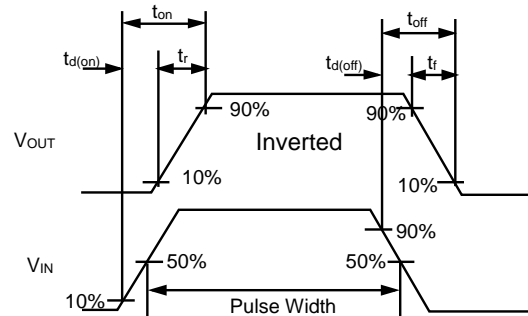 ton toff
td(on) tr td(off) tf
90% 90%
VOUT Inverted
10% 10%
90%
VIN 50% 50%
10%
Pulse Width